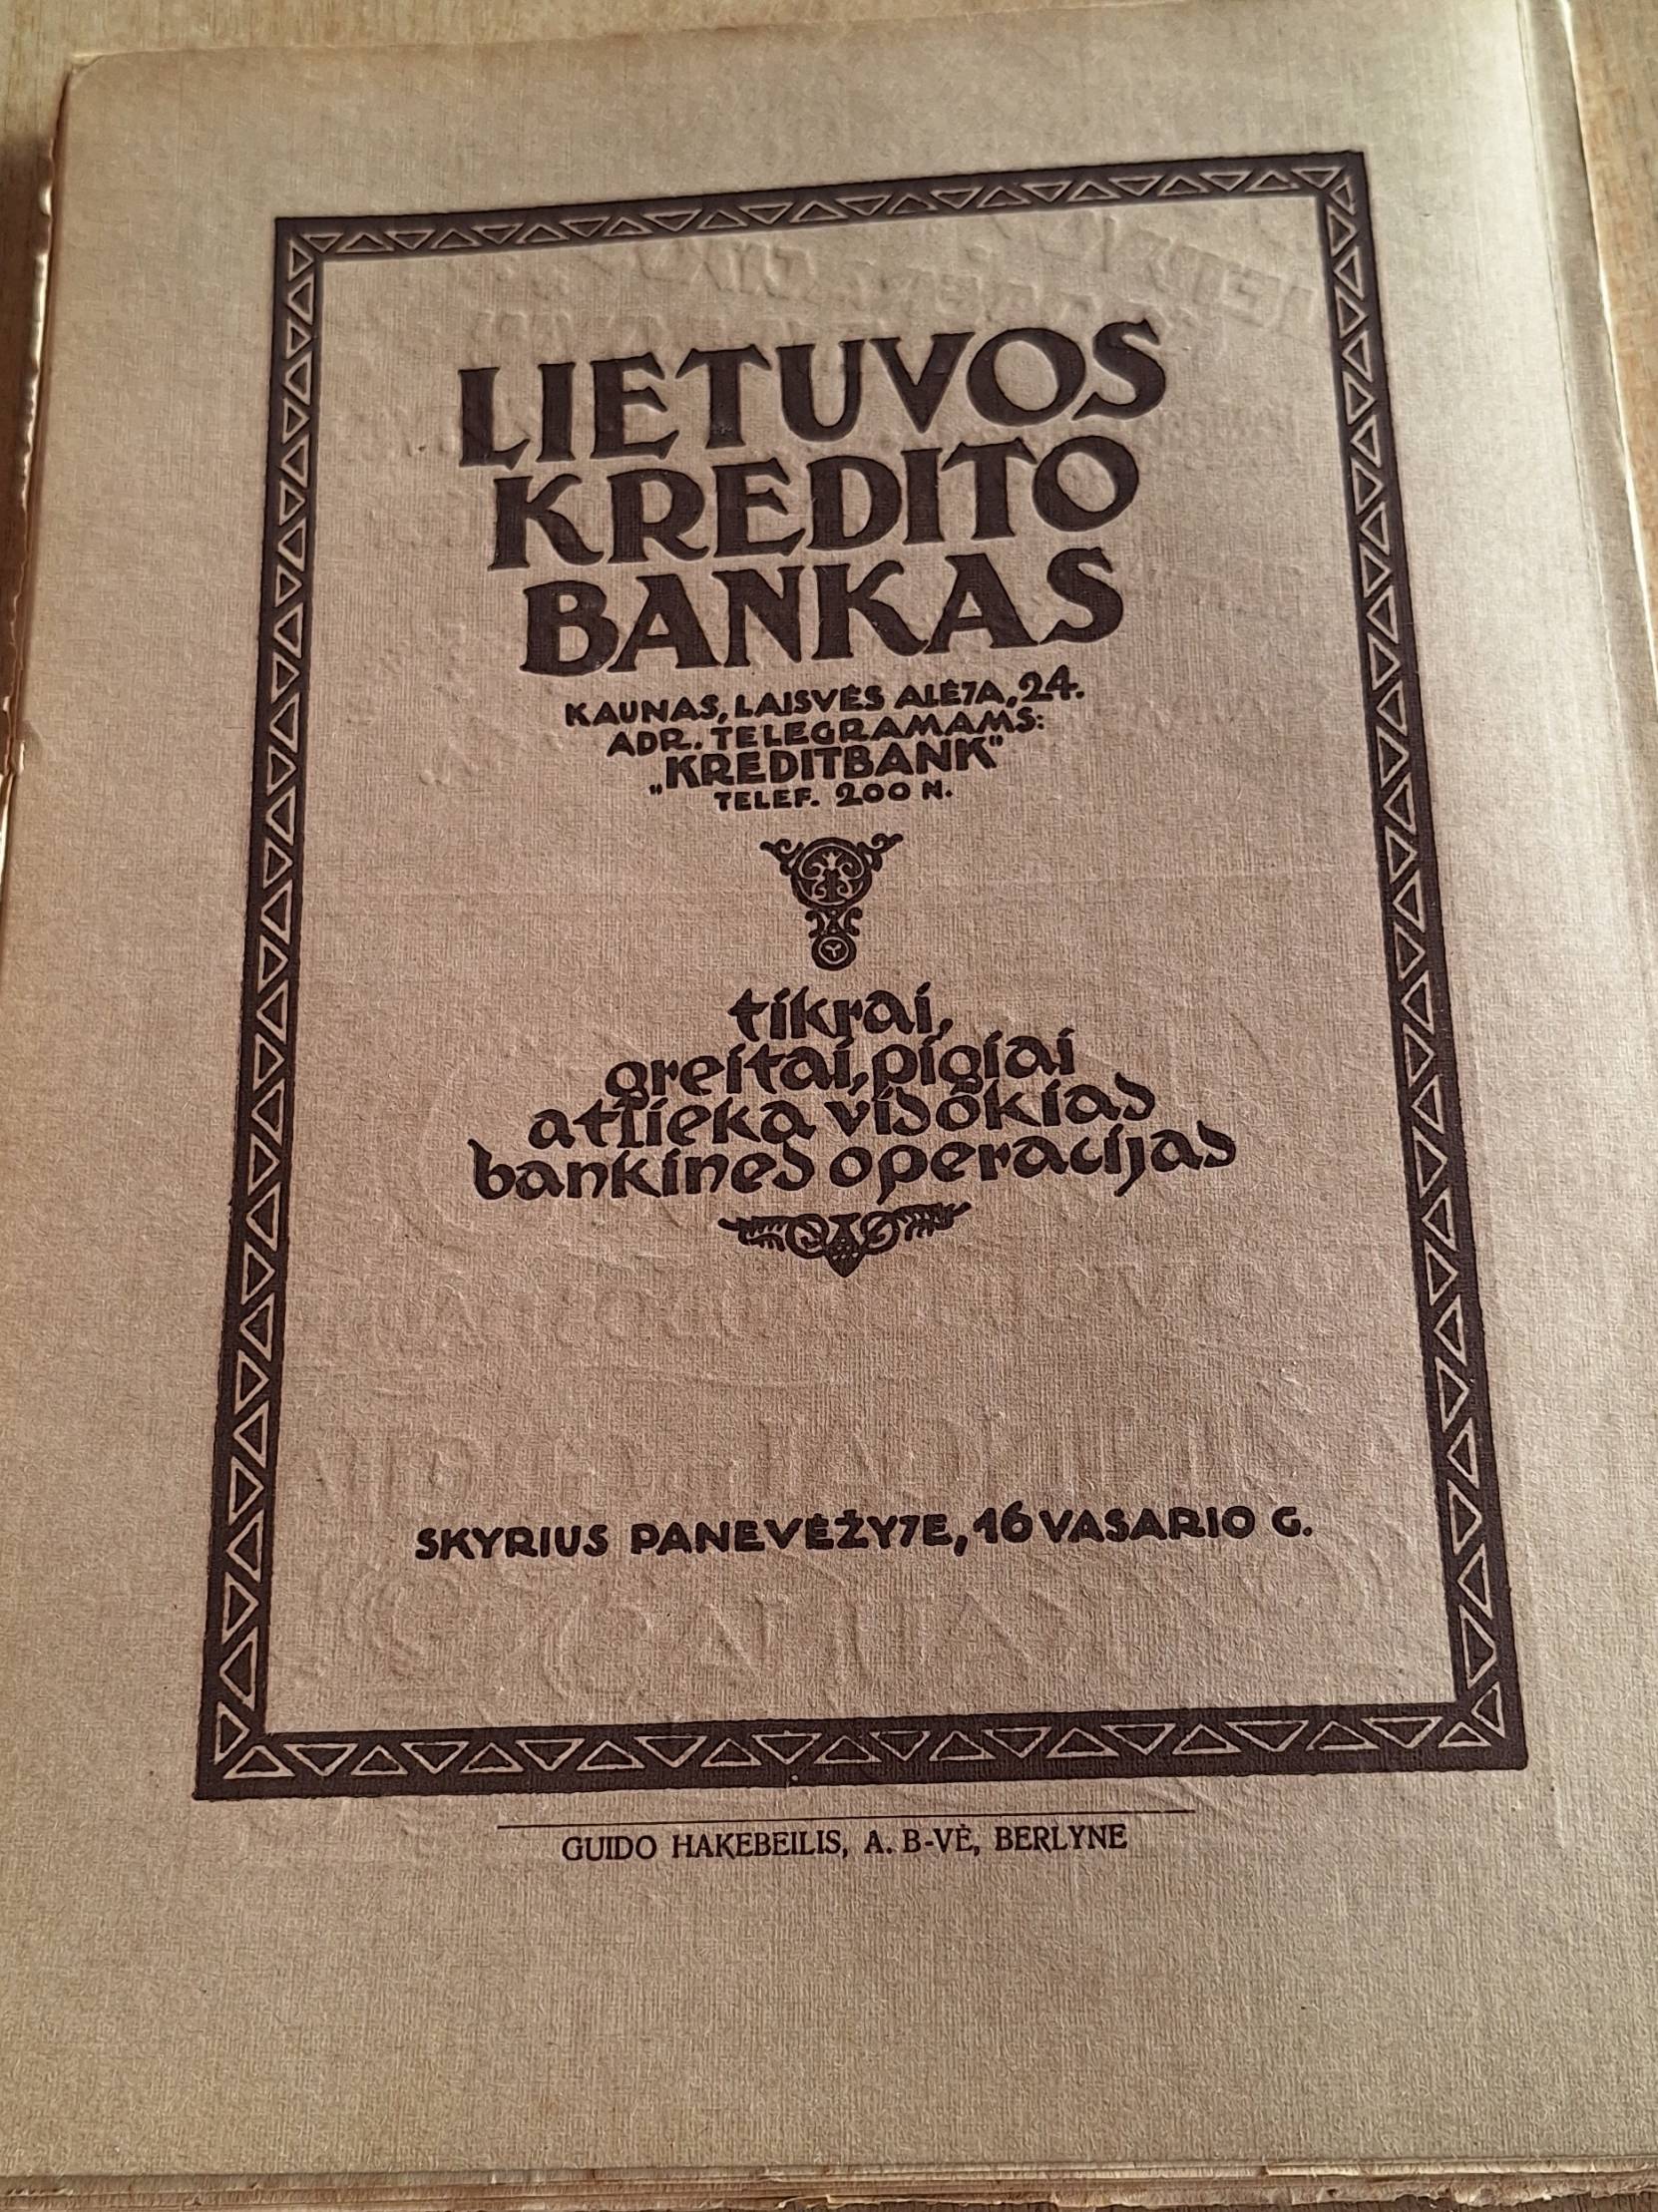 LIETUVOS
KREDITO
BANKAS
KAUNAS, LAISVĖS ALĖJA, 24.
ADR. TELEGRAMAMS:
„KREDITBANK"
TELEF. 200 N.
tikrai,
greitai, pigiai
atlieka visokias
bankines operacijas
SKYRIUS PANEVĖŽYJE, 16 VASARIO G.
GUIDO HAKEBEILIS, A. B-VĖ, BERLYNE